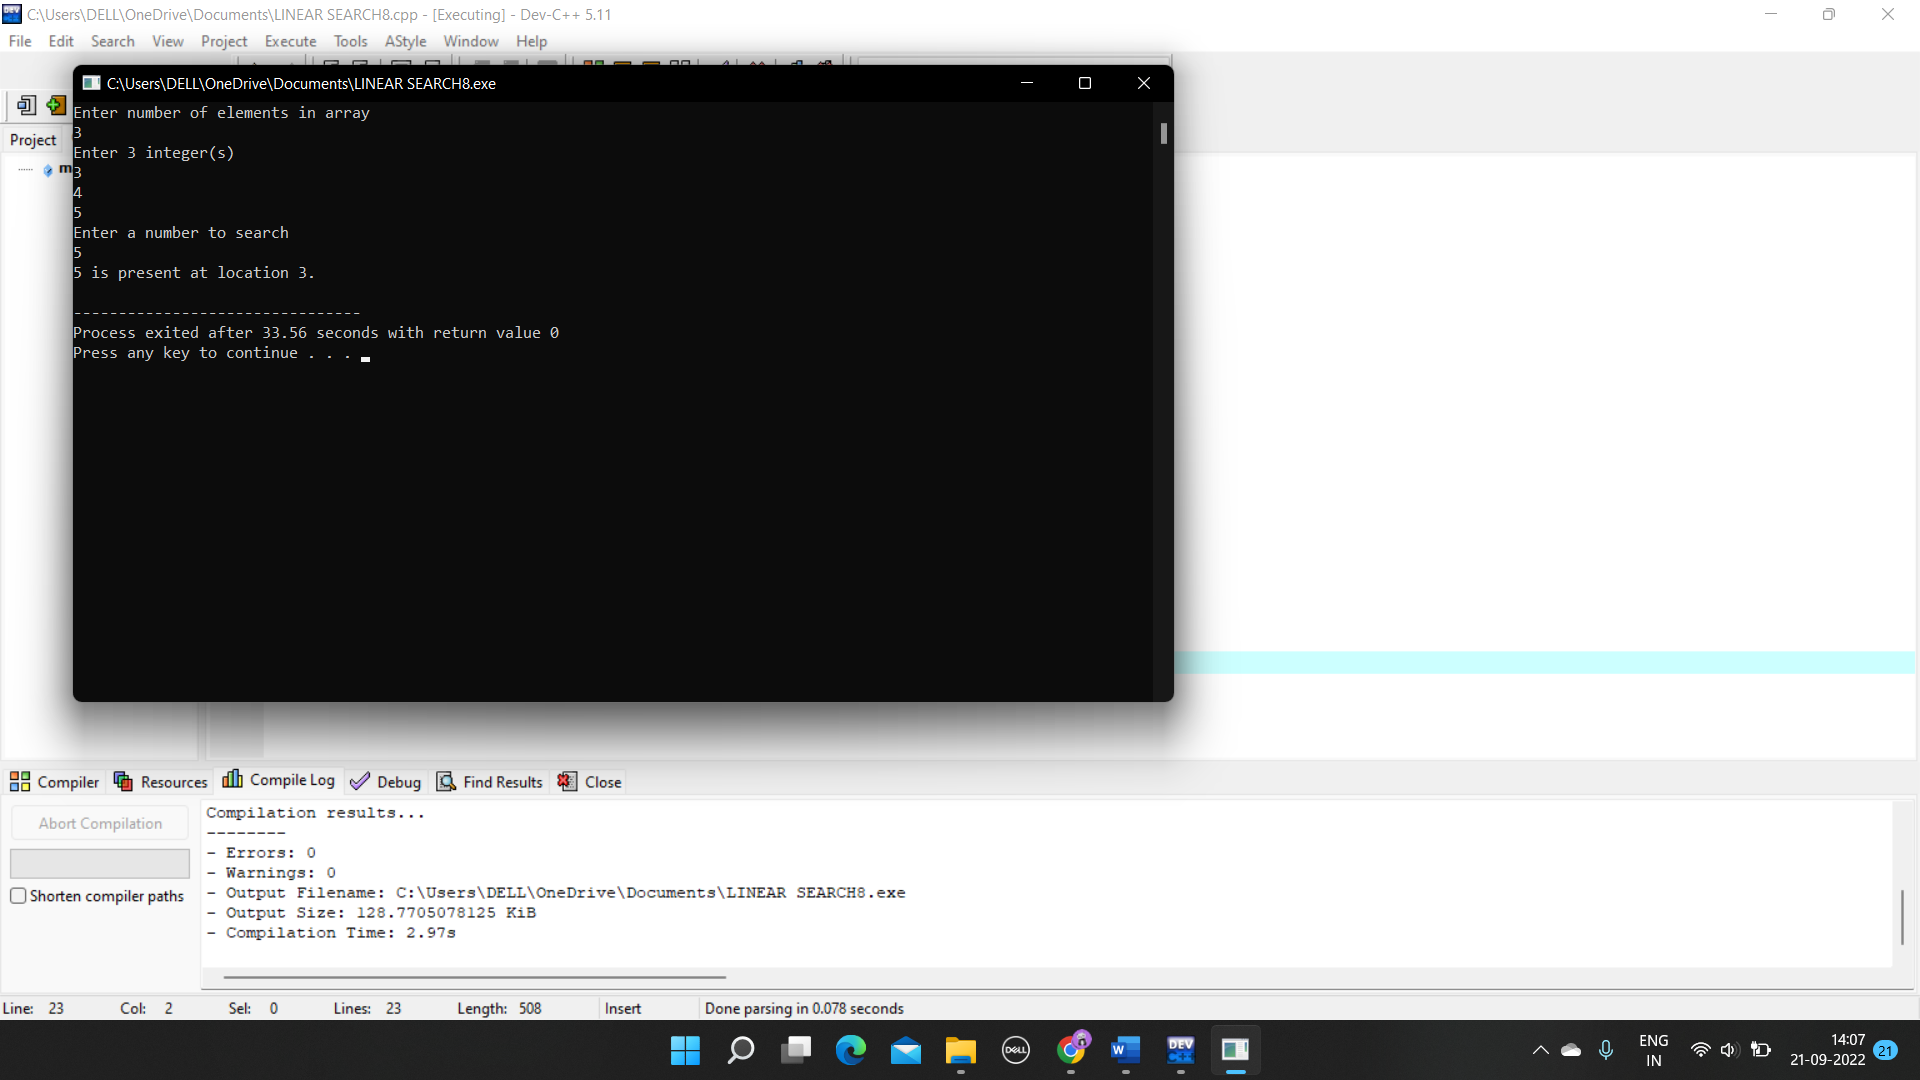 C:\Users\DELL\OneDrive\Documents\LINEAR SEARCH8.cpp - [Executing] - Dev-C++ 5.11
File Edit Search View Project Execute Tools AStyle Window Help
C:\Users\DELL\OneDrive\Documents\LINEAR SEARCH8.exe
Project
m
Enter number of elements in array
3
Enter 3 integer(s)
3
4
5
Enter a number to search
5
5 is present at location 3.
--------------------------------
Process exited after 33.56 seconds with return value 0
Press any key to continue . . .
Compiler Resources Compile Log Debug Find Results Close
Abort Compilation
Shorten compiler paths
Compilation results...
--------
- Errors: 0
- Warnings: 0
- Output Filename: C:\Users\DELL\OneDrive\Documents\LINEAR SEARCH8.exe
- Output Size: 128.7705078125 KiB
- Compilation Time: 2.97s
Line: 23 Col: 2 Sel: 0 Lines: 23 Length: 508 Insert Done parsing in 0.078 seconds
DELL
W
DEV C++
ENG
IN
14:07
21-09-2022
21